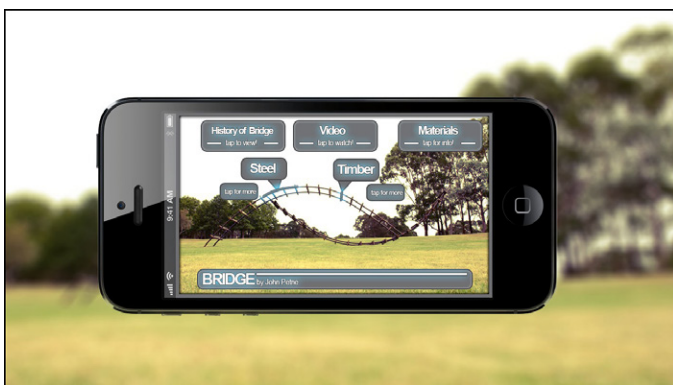 History of Bridge
tap to view!
Video
tap to watch!
Materials
tap for info!
Steel
Timber
tap for more
tap for more
BRIDGE by John Petrie
9:41 AM